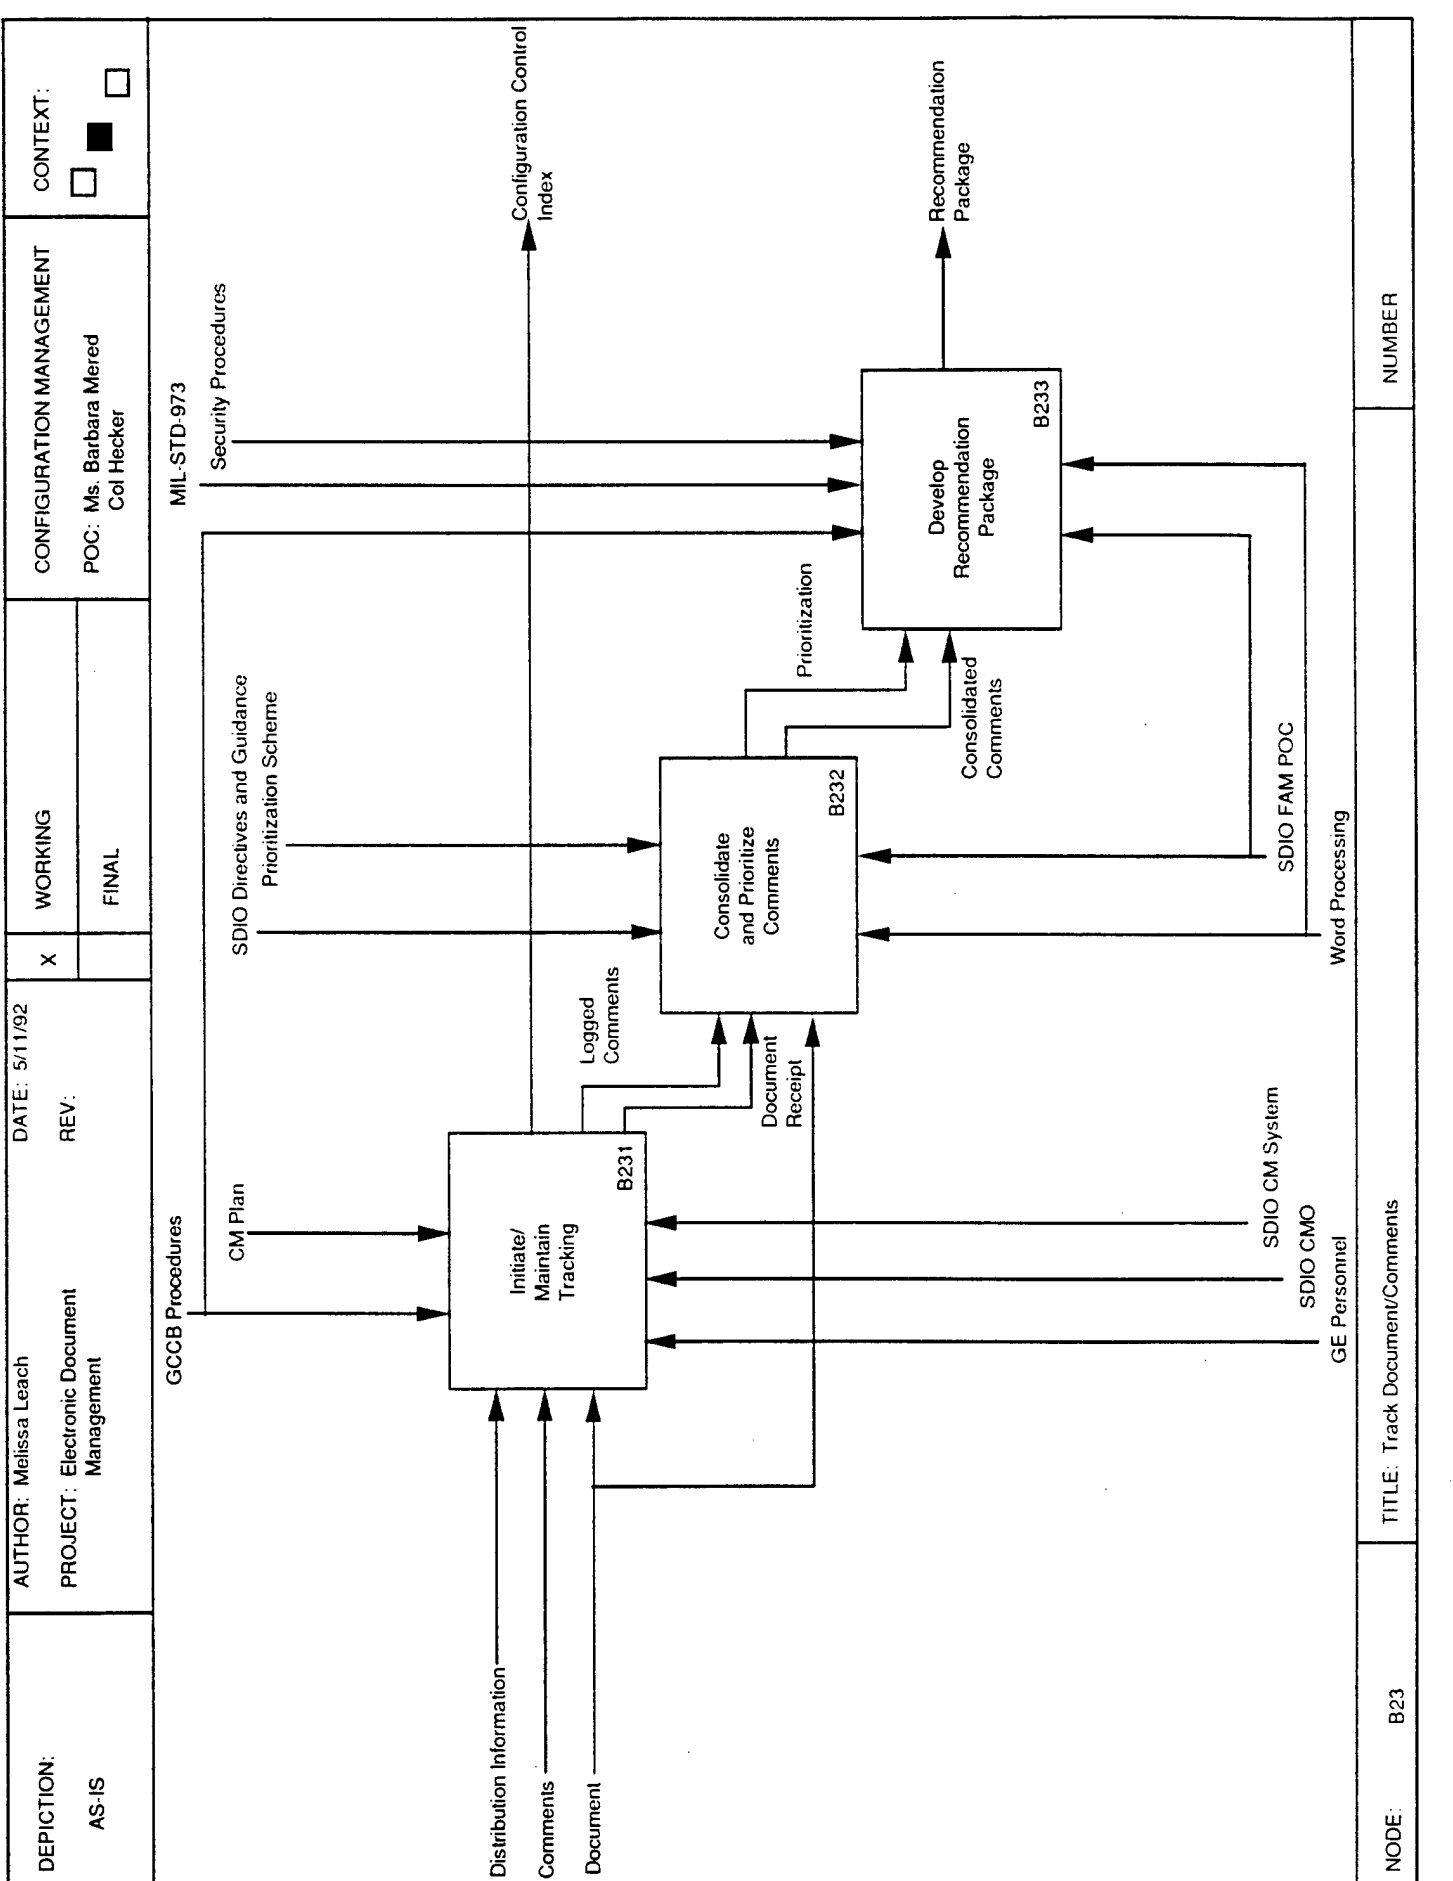 DEPICTION:
AS-IS
AUTHOR: Melissa Leach
DATE: 5/11/92
PROJECT: Electronic Document
Management
REV:
X
WORKING
FINAL
CONFIGURATION MANAGEMENT
POC: Ms. Barbara Mered
Col Hecker
CONTEXT:
GCCB Procedures
CM Plan
SDIO Directives and Guidance
Prioritization Scheme
MIL-STD-973
Security Procedures
Distribution Information
Comments
Document
Initiate/
Maintain
Tracking
B231
Configuration Control
Index
Logged
Comments
Document
Receipt
Consolidate
and Prioritize
Comments
B232
Prioritization
Consolidated
Comments
Develop
Recommendation
Package
B233
Recommendation
Package
SDIO CM System
SDIO CMO
GE Personnel
SDIO FAM POC
Word Processing
NODE: B23
TITLE: Track Document/Comments
NUMBER